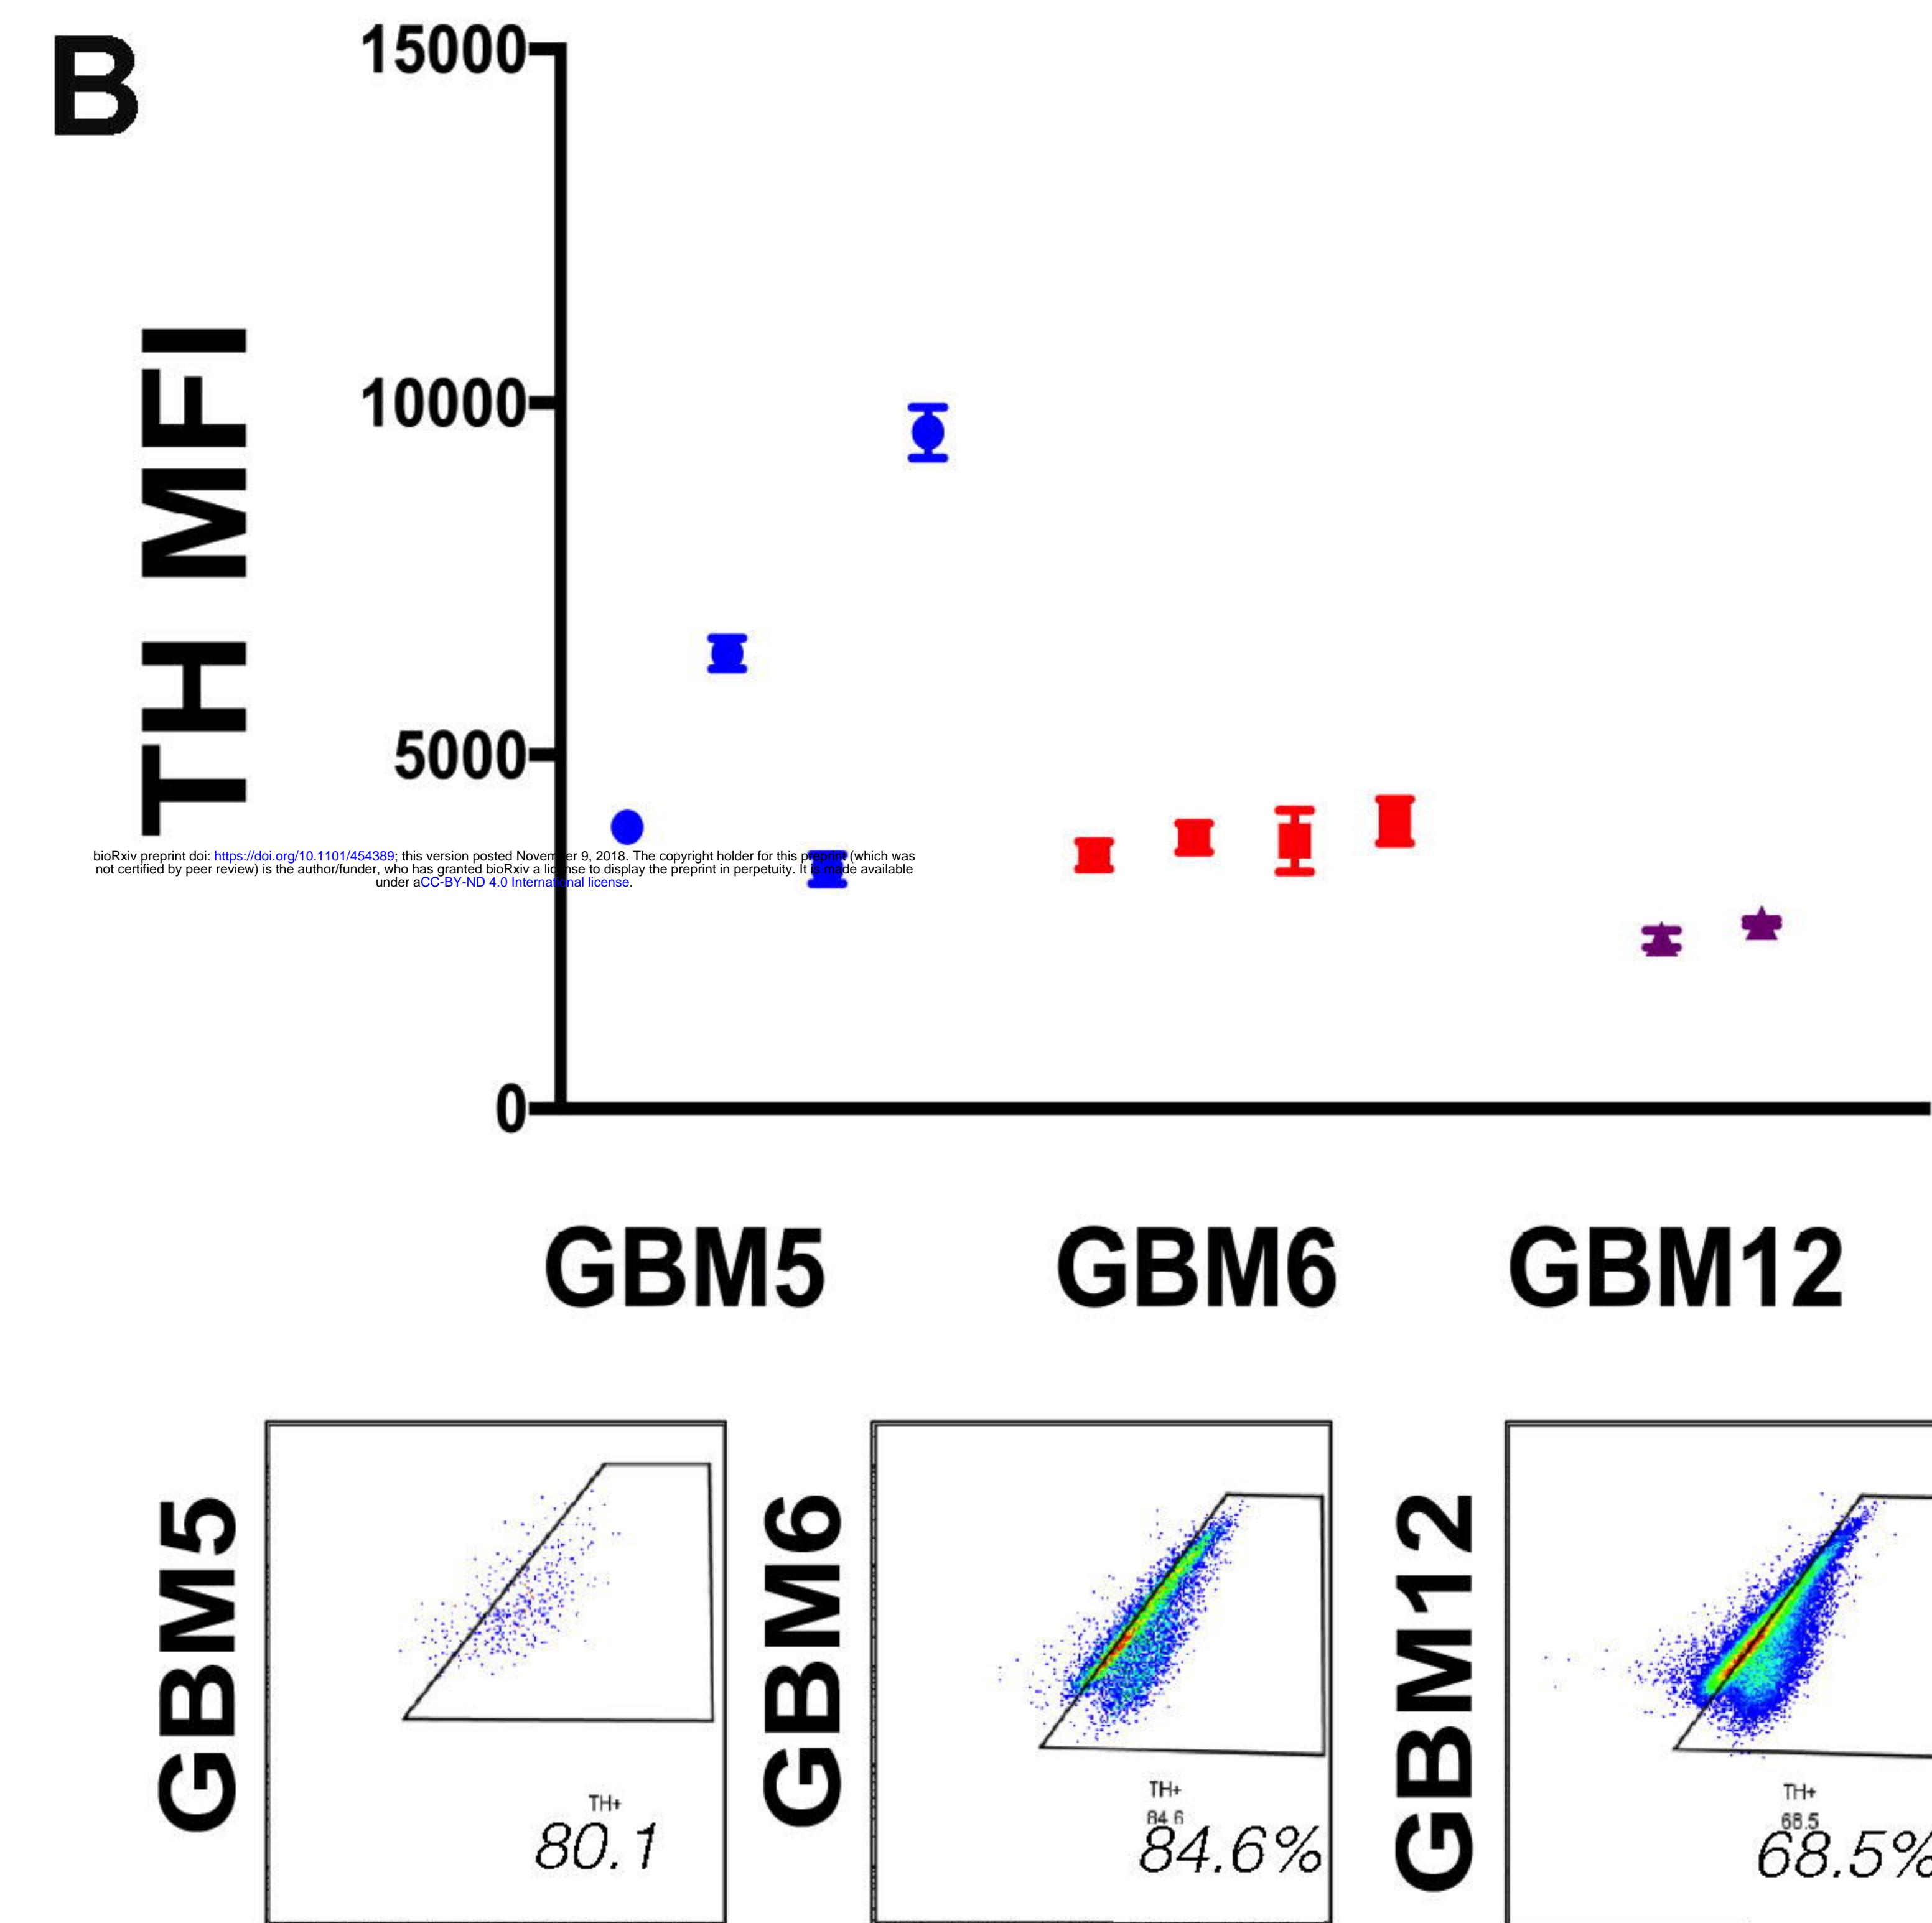 B
15000
10000
5000
0
TH MFI
bioRxiv preprint doi: https://doi.org/10.1101/454389; this version posted November 9, 2018. The copyright holder for this preprint (which was
not certified by peer review) is the author/funder, who has granted bioRxiv a license to display the preprint in perpetuity. It is made available
under aCC-BY-ND 4.0 International license.
GBM5 GBM6 GBM12
GBM5
TH+
80.1
GBM6
TH+
84.6
84.6%
GBM12
TH+
68.5
68.5%